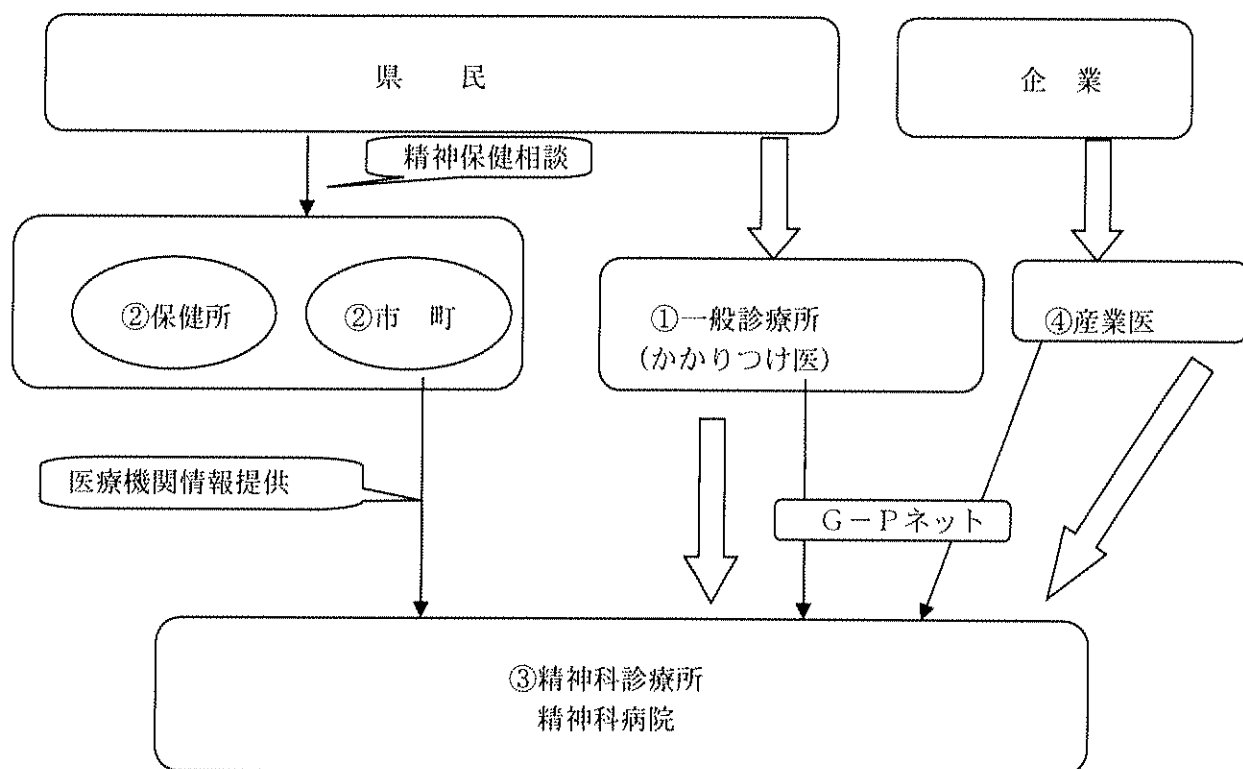 県　民
企　業
精神保健相談
②保健所
②市　町
①一般診療所
(かかりつけ医)
④産業医
医療機関情報提供
Ｇ－Ｐネット
③精神科診療所
精神科病院